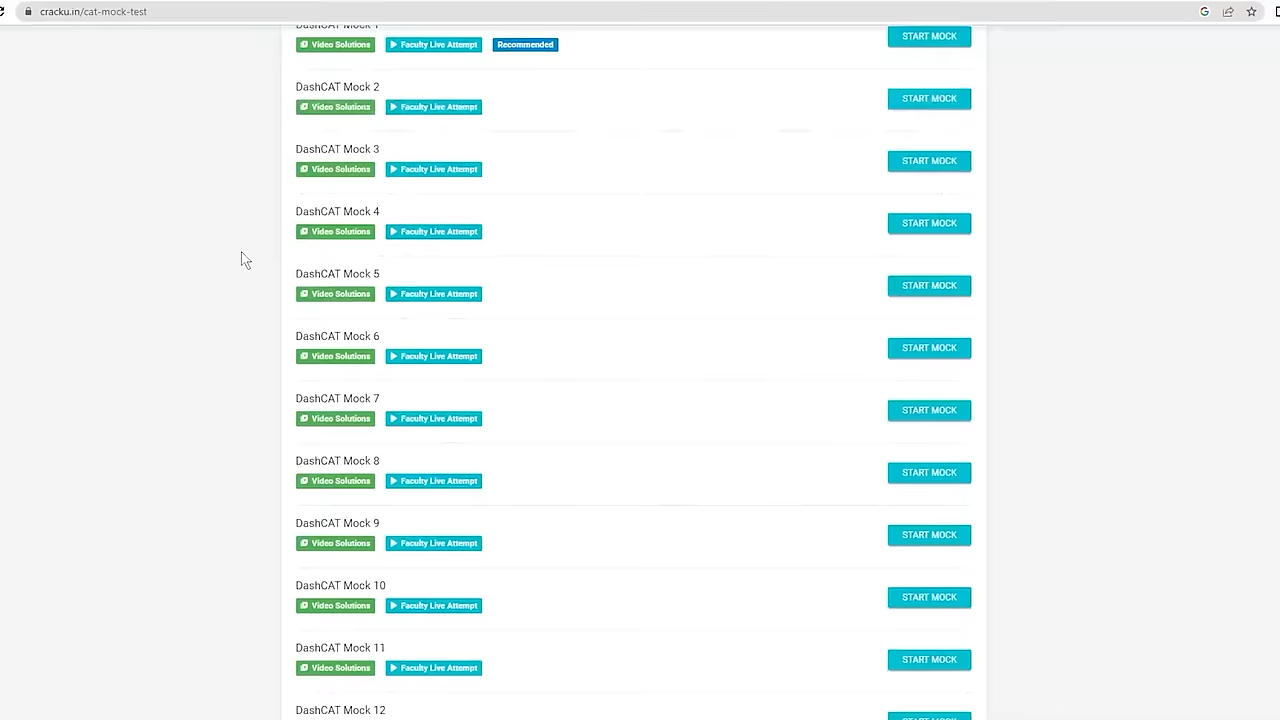 cracku.in/cat-mock-test
DashCAT Mock 1
Video Solutions Faculty Live Attempt Recommended START MOCK
DashCAT Mock 2
Video Solutions Faculty Live Attempt START MOCK
DashCAT Mock 3
Video Solutions Faculty Live Attempt START MOCK
DashCAT Mock 4
Video Solutions Faculty Live Attempt START MOCK
DashCAT Mock 5
Video Solutions Faculty Live Attempt START MOCK
DashCAT Mock 6
Video Solutions Faculty Live Attempt START MOCK
DashCAT Mock 7
Video Solutions Faculty Live Attempt START MOCK
DashCAT Mock 8
Video Solutions Faculty Live Attempt START MOCK
DashCAT Mock 9
Video Solutions Faculty Live Attempt START MOCK
DashCAT Mock 10
Video Solutions Faculty Live Attempt START MOCK
DashCAT Mock 11
Video Solutions Faculty Live Attempt START MOCK
DashCAT Mock 12
START MOCK